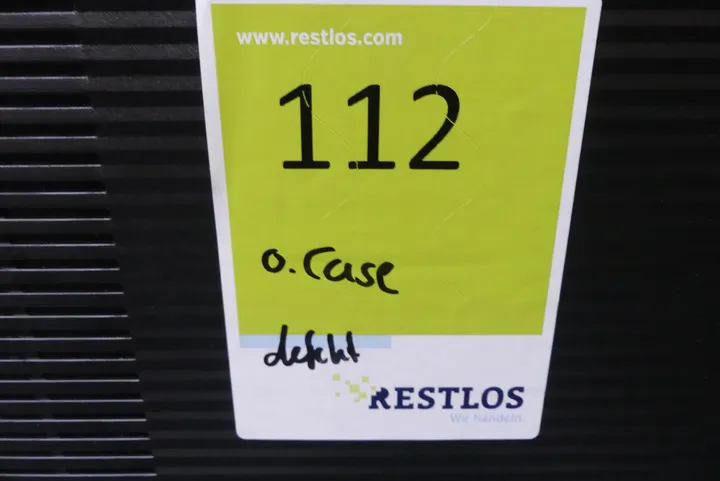 www.restlos.com
112
o. Case
defekt
RESTLOS
Wir handeln.